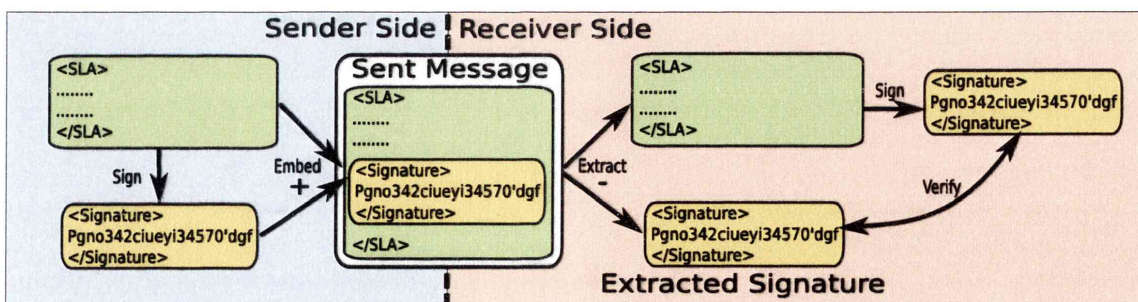 Sender Side
Receiver Side
<SLA>
........
........
</SLA>
Sign
<Signature>
Pgno342ciueyi34570'dgf
</Signature>
Embed
+
Sent Message
<SLA>
........
........
<Signature>
Pgno342ciueyi34570'dgf
</Signature>
</SLA>
Extract
-
<SLA>
........
........
</SLA>
Sign
<Signature>
Pgno342ciueyi34570'dgf
</Signature>
Verify
<Signature>
Pgno342ciueyi34570'dgf
</Signature>
Extracted Signature